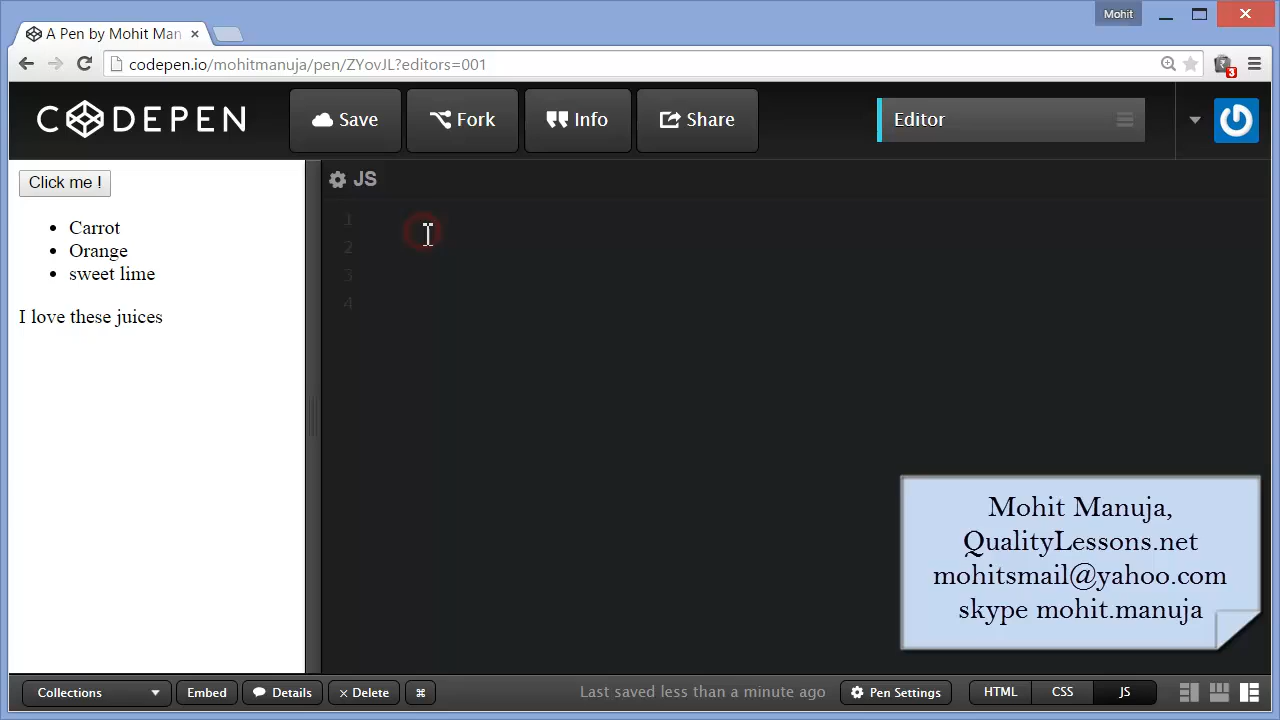 Mohit
A Pen by Mohit Man
codepen.io/mohitmanuja/pen/ZYovJL?editors=001
3
CODEPEN
Save
Fork
Info
Share
Editor
Click me !
JS
Carrot
Orange
sweet lime
I love these juices
1
2
3
4
Mohit Manuja,
QualityLessons.net
mohitsmail@yahoo.com
skype mohit.manuja
Collections
Embed
Details
× Delete
⌘
Last saved less than a minute ago
Pen Settings
HTML
CSS
JS